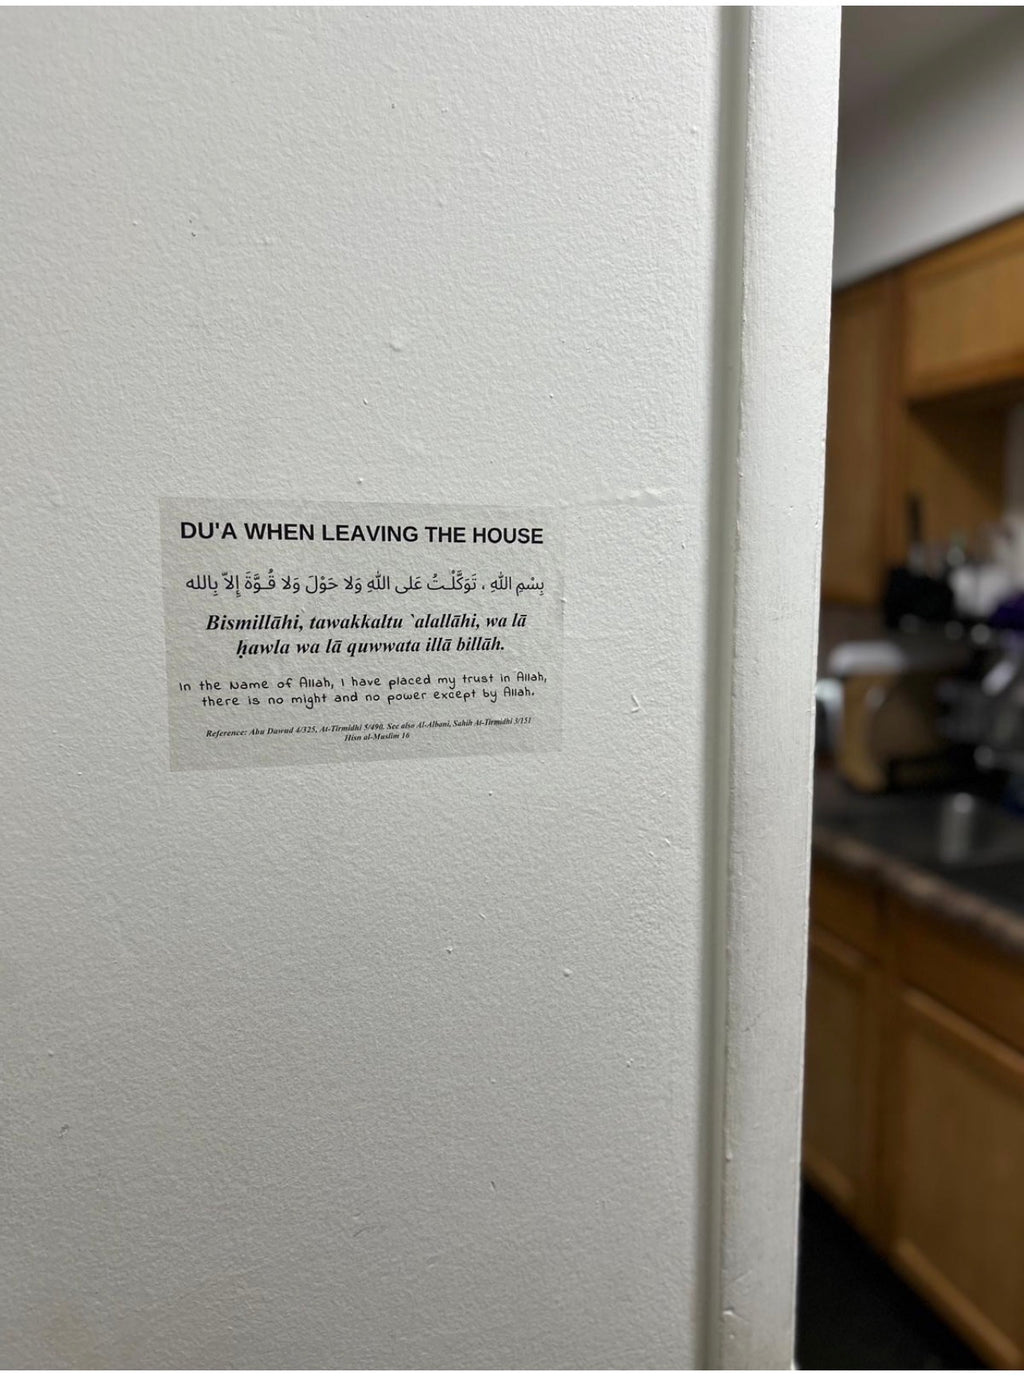 DU'A WHEN LEAVING THE HOUSE
بِسْمِ اللهِ ، تَوَكَّلْـتُ عَلى اللهِ وَلا حَوْلَ وَلا قُـوَّةَ إِلاّ بِالله
Bismillāhi, tawakkaltu `alallāhi, wa lā
ḥawla wa lā quwwata illā billāh.
In the Name of Allah, I have placed my trust in Allah,
there is no might and no power except by Allah.
Reference: Abu Dawud 4/325, At-Tirmidhi 5/490. See also Al-Albani, Sahih At-Tirmidhi 3/151
Hisn al-Muslim 16